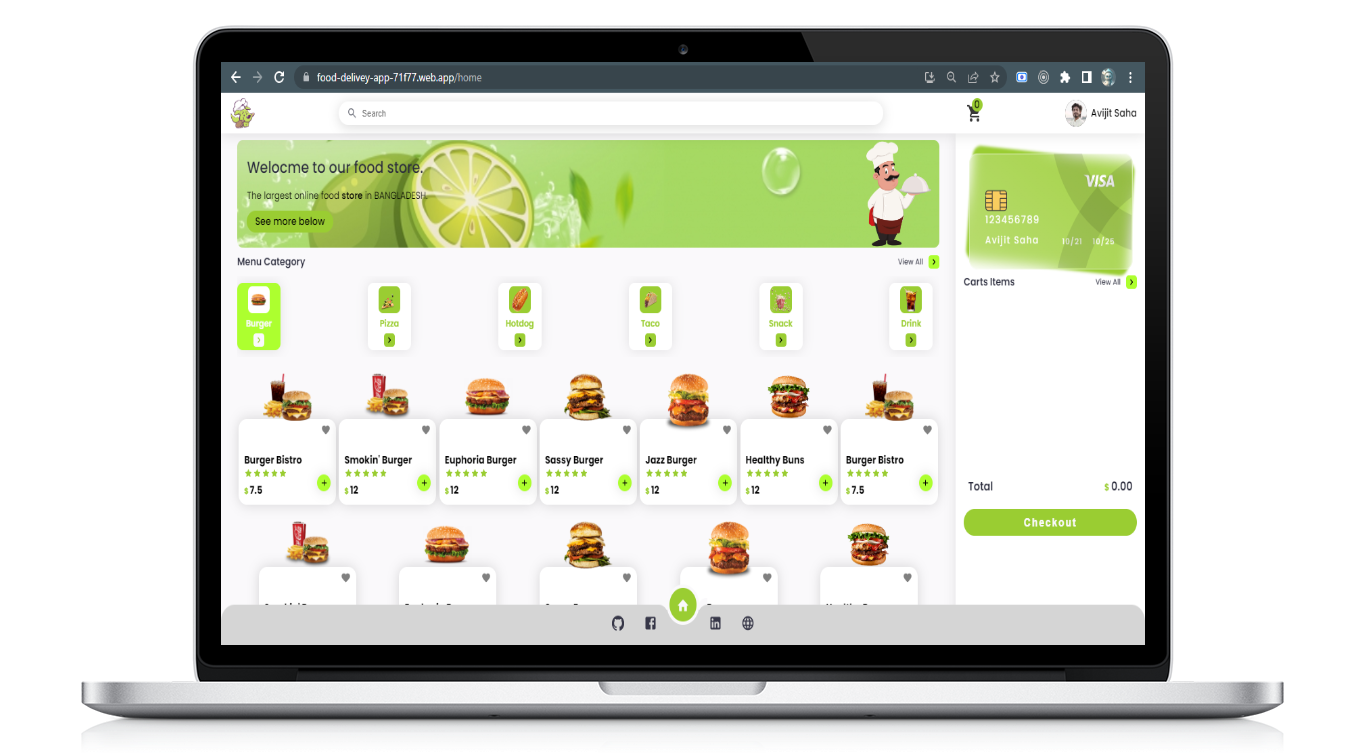 food-delivey-app-71f77.web.app/home
Search
0
Avijit Saha
Welocme to our food store.
The largest online food store in BANGLADESH.
See more below
VISA
123456789
Avijit Saha 10/21 10/25
Menu Category
View All
Carts Items
View All
Burger
Pizza
Hotdog
Taco
Snack
Drink
Burger Bistro
$ 7.5
+
Smokin' Burger
$ 12
+
Euphoria Burger
$ 12
+
Sassy Burger
$ 12
+
Jazz Burger
$ 12
+
Healthy Buns
$ 12
+
Burger Bistro
$ 7.5
+
Total $ 0.00
Checkout